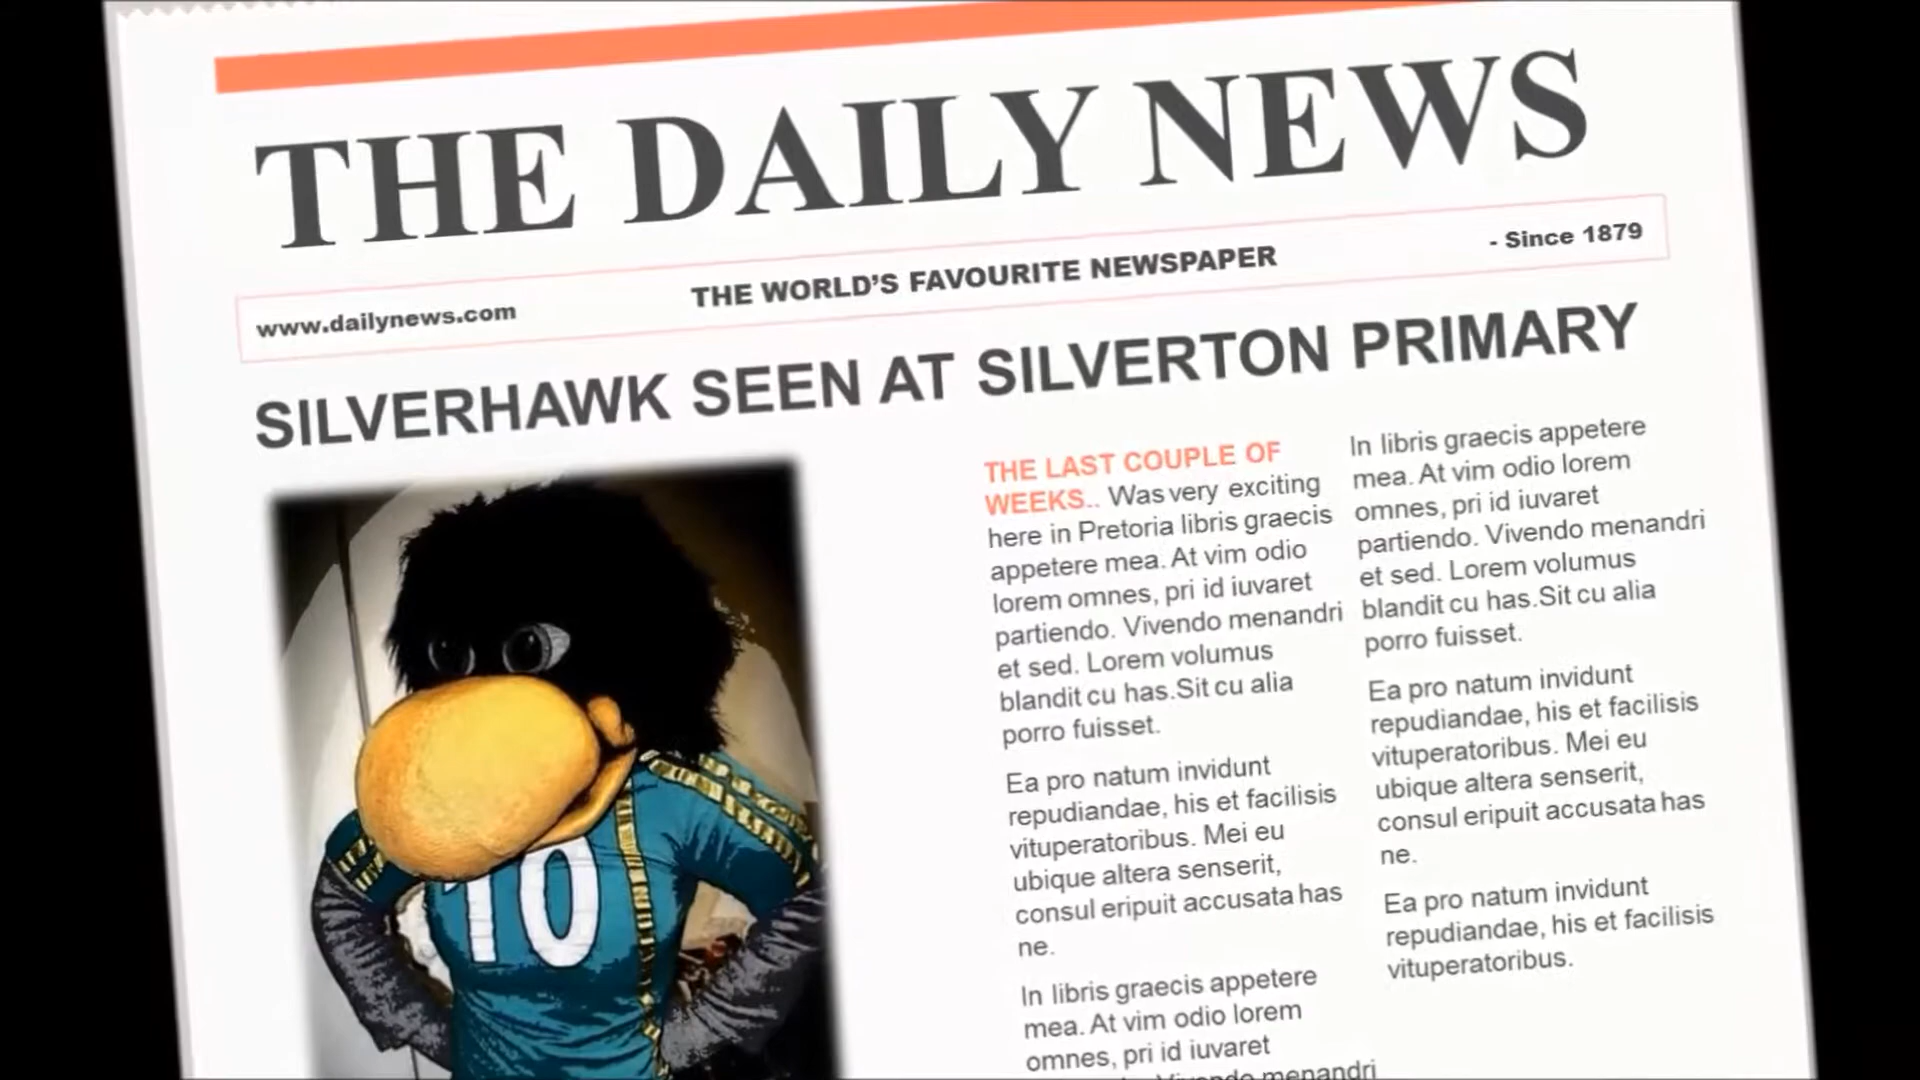 THE DAILY NEWS
www.dailynews.com
THE WORLD'S FAVOURITE NEWSPAPER
- Since 1879
SILVERHAWK SEEN AT SILVERTON PRIMARY
10
THE LAST COUPLE OF
WEEKS.. Was very exciting
here in Pretoria libris graecis
appetere mea. At vim odio
lorem omnes, pri id iuvaret
partiendo. Vivendo menandri
et sed. Lorem volumus
blandit cu has.Sit cu alia
porro fuisset.
Ea pro natum invidunt
repudiandae, his et facilisis
vituperatoribus. Mei eu
ubique altera senserit,
consul eripuit accusata has
ne.
In libris graecis appetere
mea. At vim odio lorem
omnes, pri id iuvaret
menandri
In libris graecis appetere
mea. At vim odio lorem
omnes, pri id iuvaret
partiendo. Vivendo menandri
et sed. Lorem volumus
blandit cu has.Sit cu alia
porro fuisset.
Ea pro natum invidunt
repudiandae, his et facilisis
vituperatoribus. Mei eu
ubique altera senserit,
consul eripuit accusata has
ne.
Ea pro natum invidunt
repudiandae, his et facilisis
vituperatoribus.